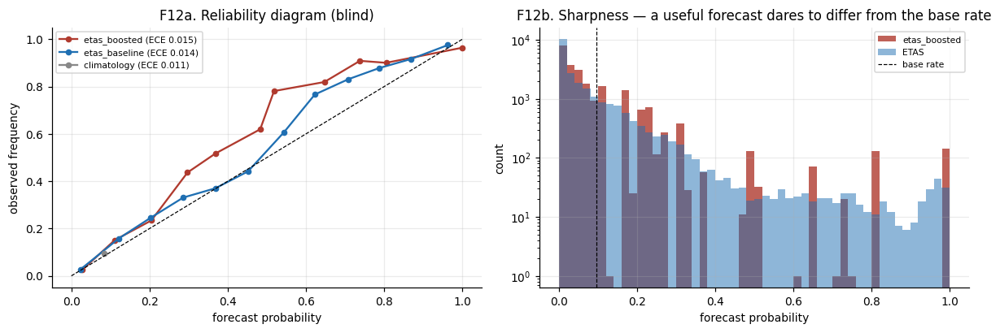 F12a. Reliability diagram (blind)
etas_boosted (ECE 0.015)
etas_baseline (ECE 0.014)
climatology (ECE 0.011)
observed frequency
1.0
0.8
0.6
0.4
0.2
0.0
0.0 0.2 0.4 0.6 0.8 1.0
forecast probability
F12b. Sharpness — a useful forecast dares to differ from the base rate
etas_boosted
ETAS
base rate
count
10⁴
10³
10²
10¹
10⁰
0.0 0.2 0.4 0.6 0.8 1.0
forecast probability